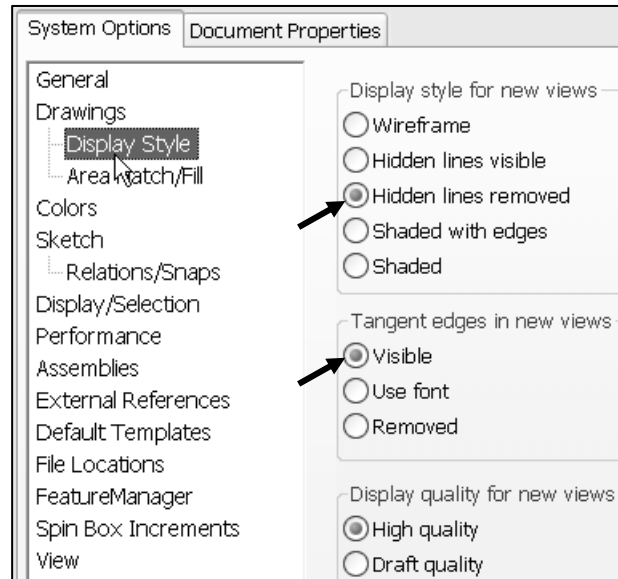 System Options
Document Properties
General
Drawings
Display Style
Area Hatch/Fill
Colors
Sketch
Relations/Snaps
Display/Selection
Performance
Assemblies
External References
Default Templates
File Locations
FeatureManager
Spin Box Increments
View
Display style for new views
Wireframe
Hidden lines visible
Hidden lines removed
Shaded with edges
Shaded
Tangent edges in new views
Visible
Use font
Removed
Display quality for new views
High quality
Draft quality